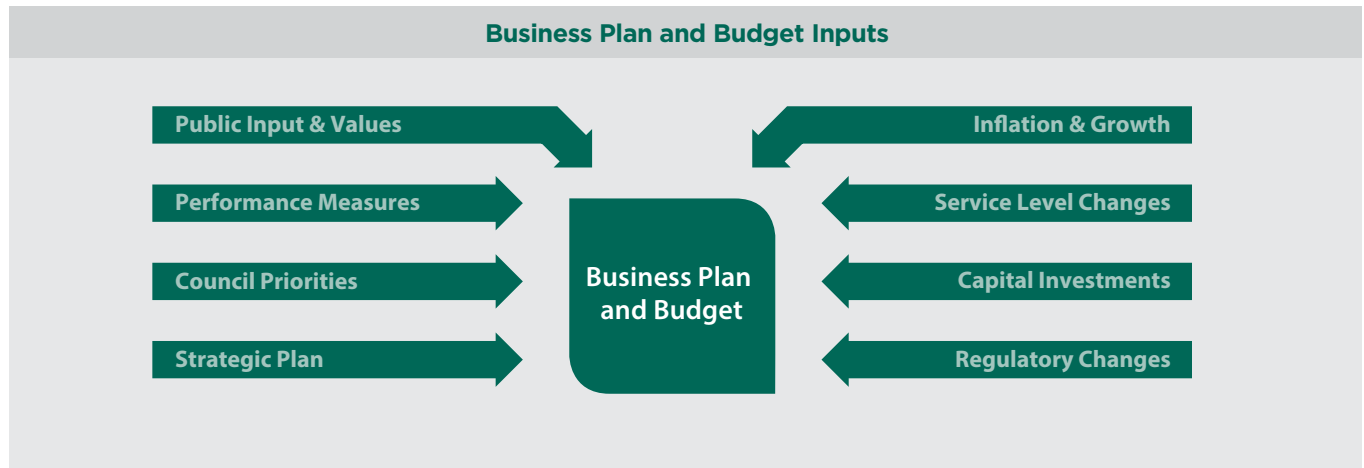 Business Plan and Budget Inputs
Public Input & Values
Performance Measures
Council Priorities
Strategic Plan
Business Plan
and Budget
Inflation & Growth
Service Level Changes
Capital Investments
Regulatory Changes